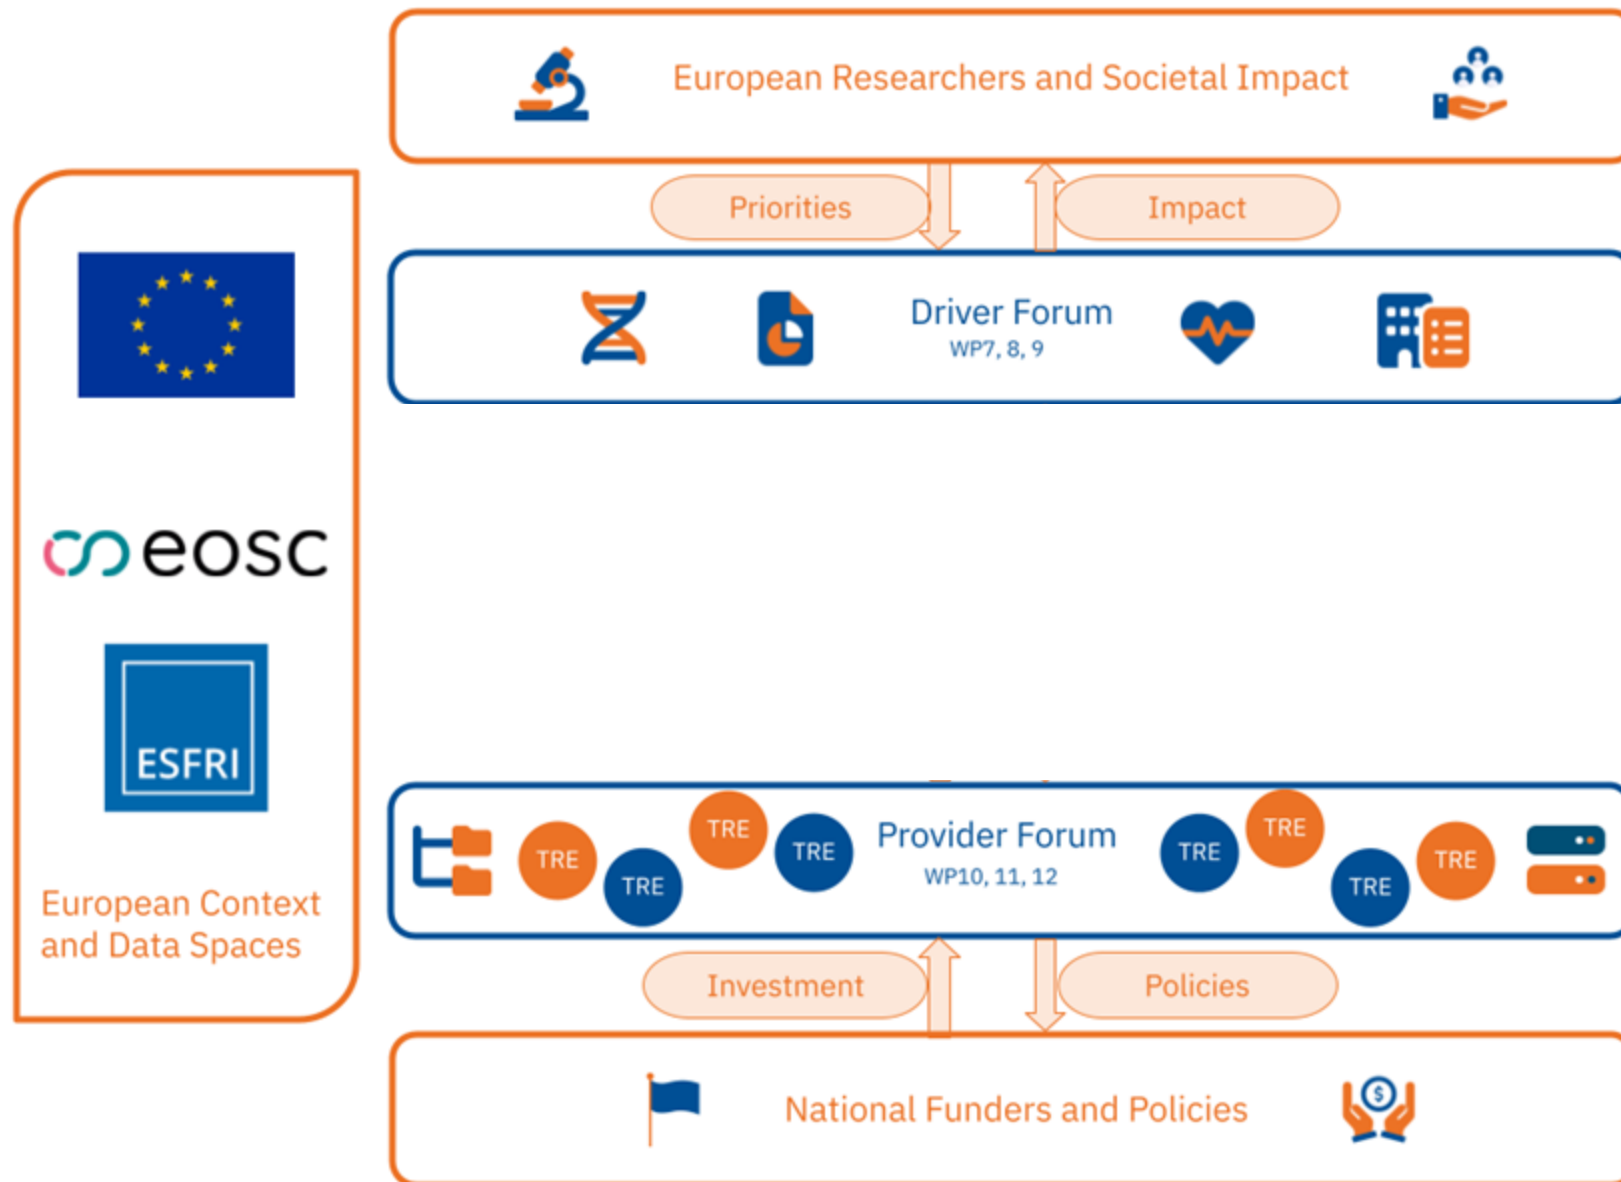 European Researchers and Societal Impact
Priorities
Impact
Driver Forum
WP7, 8, 9
eosc
ESFRI
European Context
and Data Spaces
TRE
TRE
TRE
TRE
Provider Forum
WP10, 11, 12
TRE
TRE
TRE
TRE
Investment
Policies
National Funders and Policies
$